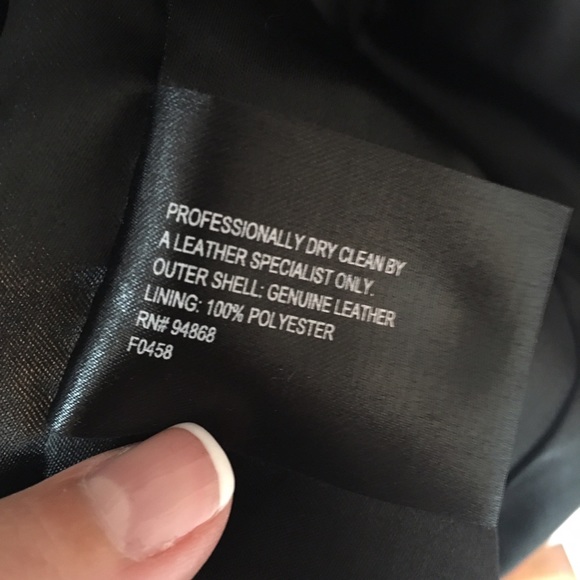 PROFESSIONALLY DRY CLEAN BY
A LEATHER SPECIALIST ONLY.
OUTER SHELL: GENUINE LEATHER
LINING: 100% POLYESTER
RN# 94868
F0458